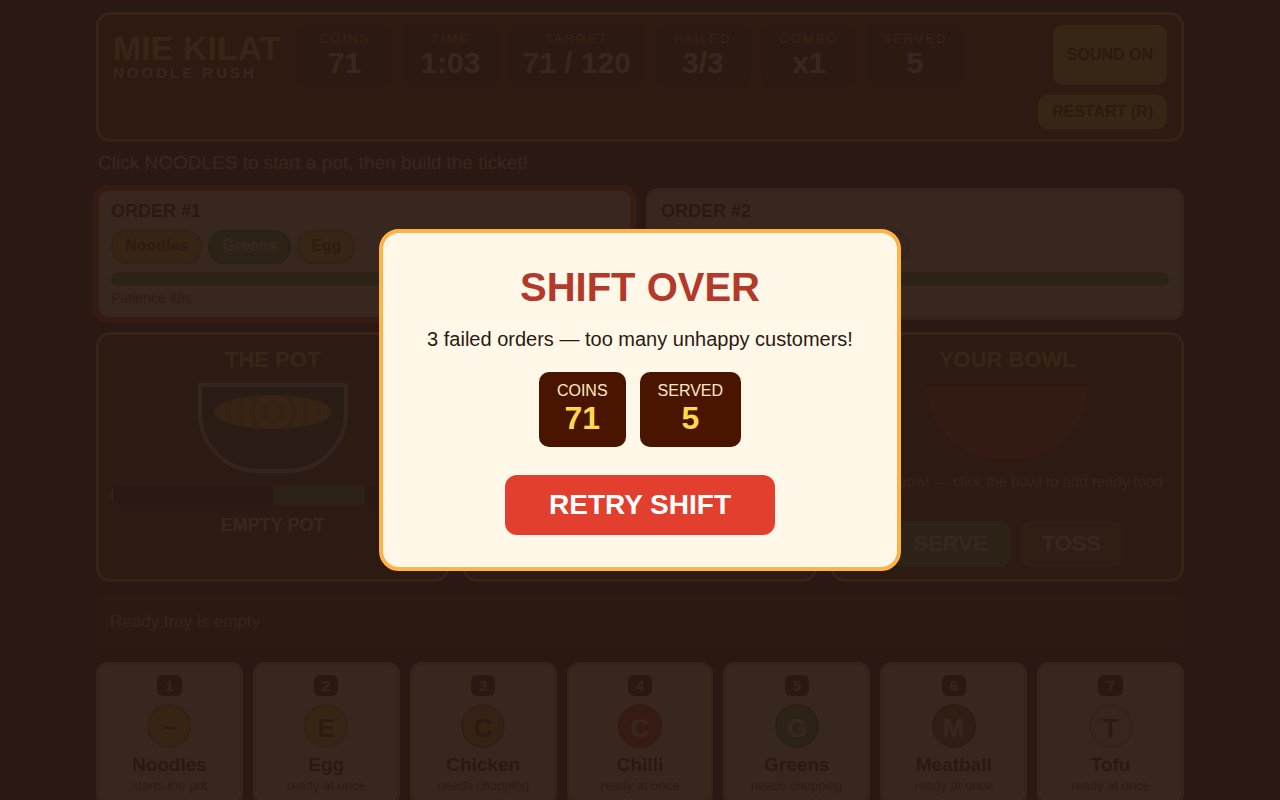 MIE KILAT
NOODLE RUSH
COINS
71
TIME
1:03
TARGET
71 / 120
FAILED
3/3
COMBO
x1
SERVED
5
SOUND ON
RESTART (R)
Click NOODLES to start a pot, then build the ticket!
ORDER #1
Noodles Greens Egg
Patience 48s
ORDER #2
SHIFT OVER
3 failed orders — too many unhappy customers!
COINS
71
SERVED
5
RETRY SHIFT
THE POT
EMPTY POT
YOUR BOWL
bowl — click the bowl to add ready food
SERVE
TOSS
Ready tray is empty
1
~
Noodles
starts the pot
2
E
Egg
ready at once
3
C
Chicken
needs chopping
4
C
Chilli
ready at once
5
G
Greens
needs chopping
6
M
Meatball
ready at once
7
T
Tofu
ready at once